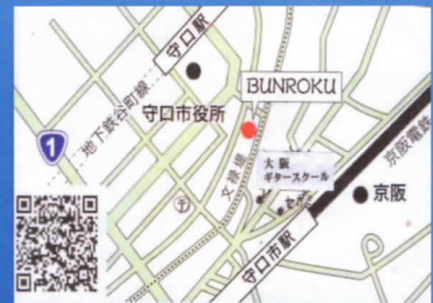 守口駅
BUNROKU
守口市役所
地下鉄谷町線
1
文禄堤
大阪
ギタースクール
京阪電鉄
京阪
守口市駅